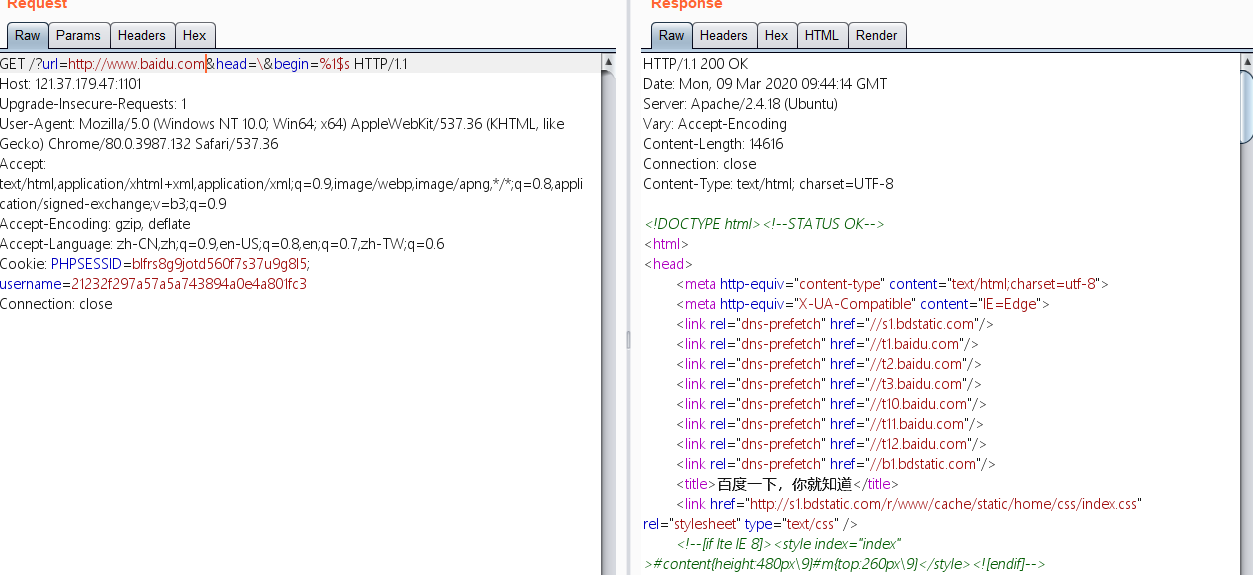 Request
Raw Params Headers Hex
GET /?url=http://www.baidu.com&head=\&begin=%1$s HTTP/1.1
Host: 121.37.179.47:1101
Upgrade-Insecure-Requests: 1
User-Agent: Mozilla/5.0 (Windows NT 10.0; Win64; x64) AppleWebKit/537.36 (KHTML, like
Gecko) Chrome/80.0.3987.132 Safari/537.36
Accept:
text/html,application/xhtml+xml,application/xml;q=0.9,image/webp,image/apng,*/*;q=0.8,appli
cation/signed-exchange;v=b3;q=0.9
Accept-Encoding: gzip, deflate
Accept-Language: zh-CN,zh;q=0.9,en-US;q=0.8,en;q=0.7,zh-TW;q=0.6
Cookie: PHPSESSID=blfrs8g9jotd560f7s37u9g8l5;
username=21232f297a57a5a743894a0e4a801fc3
Connection: close
Response
Raw Headers Hex HTML Render
HTTP/1.1 200 OK
Date: Mon, 09 Mar 2020 09:44:14 GMT
Server: Apache/2.4.18 (Ubuntu)
Vary: Accept-Encoding
Content-Length: 14616
Connection: close
Content-Type: text/html; charset=UTF-8
<!DOCTYPE html><!--STATUS OK-->
<html>
<head>
<meta http-equiv="content-type" content="text/html;charset=utf-8">
<meta http-equiv="X-UA-Compatible" content="IE=Edge">
<link rel="dns-prefetch" href="//s1.bdstatic.com"/>
<link rel="dns-prefetch" href="//t1.baidu.com"/>
<link rel="dns-prefetch" href="//t2.baidu.com"/>
<link rel="dns-prefetch" href="//t3.baidu.com"/>
<link rel="dns-prefetch" href="//t10.baidu.com"/>
<link rel="dns-prefetch" href="//t11.baidu.com"/>
<link rel="dns-prefetch" href="//t12.baidu.com"/>
<link rel="dns-prefetch" href="//b1.bdstatic.com"/>
<title>百度一下，你就知道</title>
<link href="http://s1.bdstatic.com/r/www/cache/static/home/css/index.css"
rel="stylesheet" type="text/css" />
<!--[if lte IE 8]><style index="index"
>#content{height:480px\9}#m{top:260px\9}</style><![endif]-->